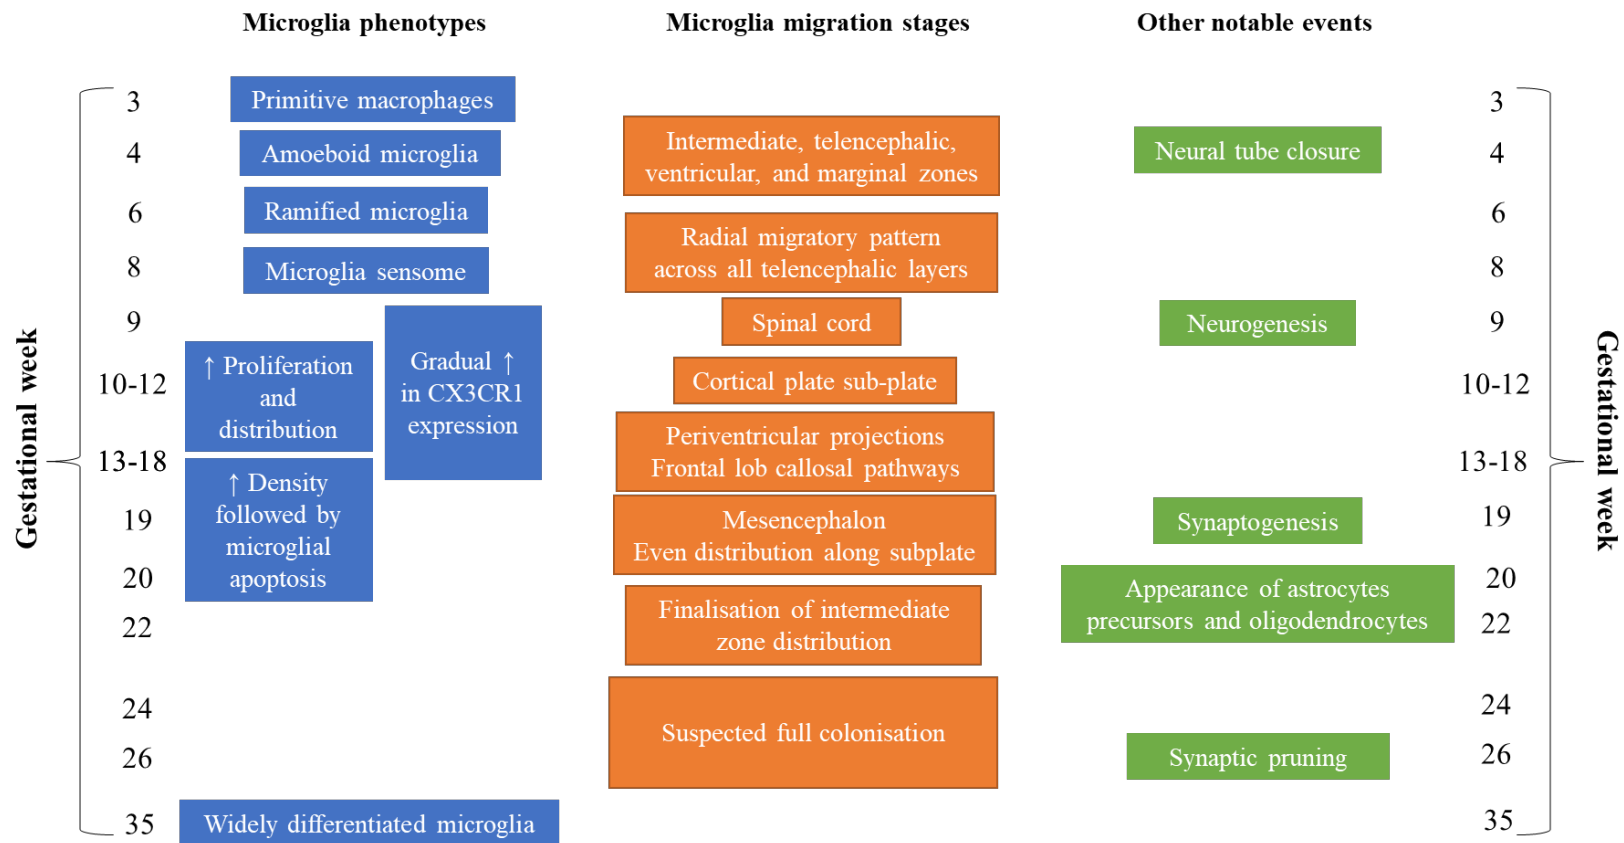 Microglia phenotypes
Microglia migration stages
Other notable events
Gestational week
3
4
6
8
9
10-12
13-18
19
20
22
24
26
35
Primitive macrophages
Amoeboid microglia
Ramified microglia
Microglia sensome
↑ Proliferation
and
distribution
Gradual ↑
in CX3CR1
expression
↑ Density
followed by
microglial
apoptosis
Widely differentiated microglia
Intermediate, telencephalic,
ventricular, and marginal zones
Radial migratory pattern
across all telencephalic layers
Spinal cord
Cortical plate sub-plate
Periventricular projections
Frontal lob callosal pathways
Mesencephalon
Even distribution along subplate
Finalisation of intermediate
zone distribution
Suspected full colonisation
Neural tube closure
Neurogenesis
Synaptogenesis
Appearance of astrocytes
precursors and oligodendrocytes
Synaptic pruning
3
4
6
8
9
10-12
13-18
19
20
22
24
26
35
Gestational week